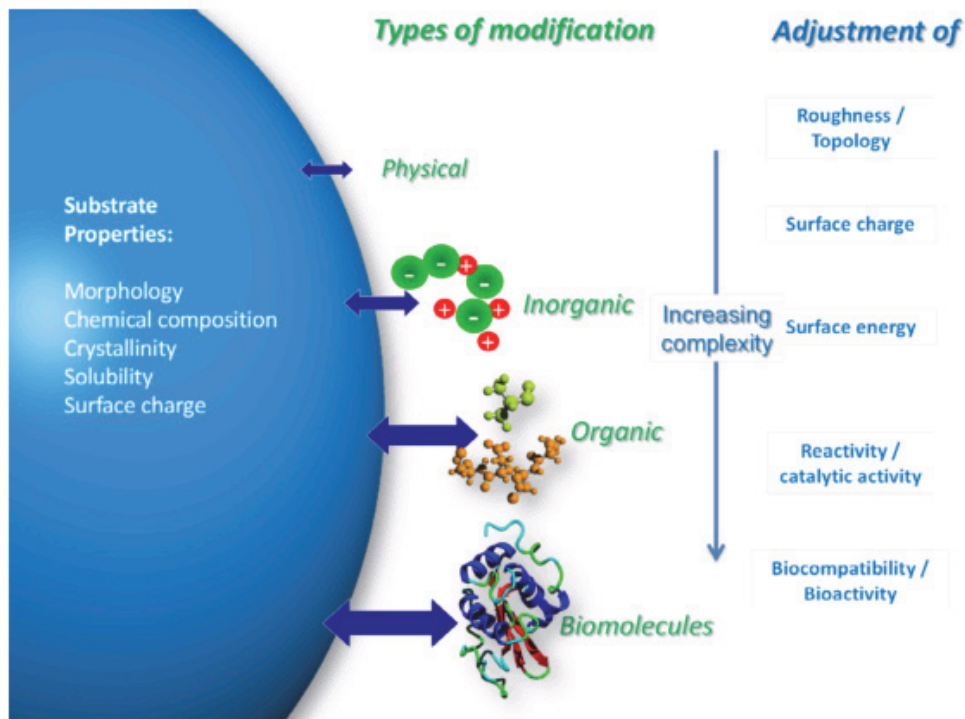 Types of modification
Adjustment of
Roughness /
Topology
Physical
Substrate
Properties:
Surface charge
Morphology
Chemical composition
Crystallinity
Solubility
Surface charge
- - + -
+ - +
+
Inorganic
Increasing
complexity
Surface energy
Organic
Reactivity /
catalytic activity
Biocompatibility /
Bioactivity
Biomolecules